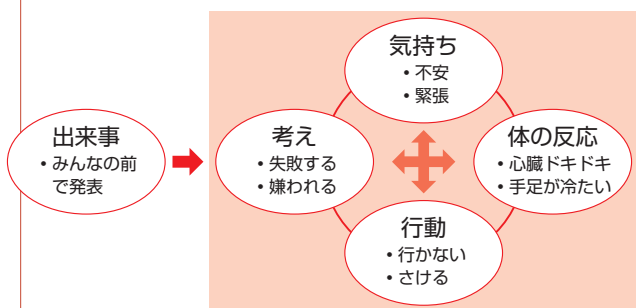 出来事
• みんなの前
で発表
考え
• 失敗する
• 嫌われる
気持ち
• 不安
• 緊張
体の反応
• 心臓ドキドキ
• 手足が冷たい
行動
• 行かない
• さける